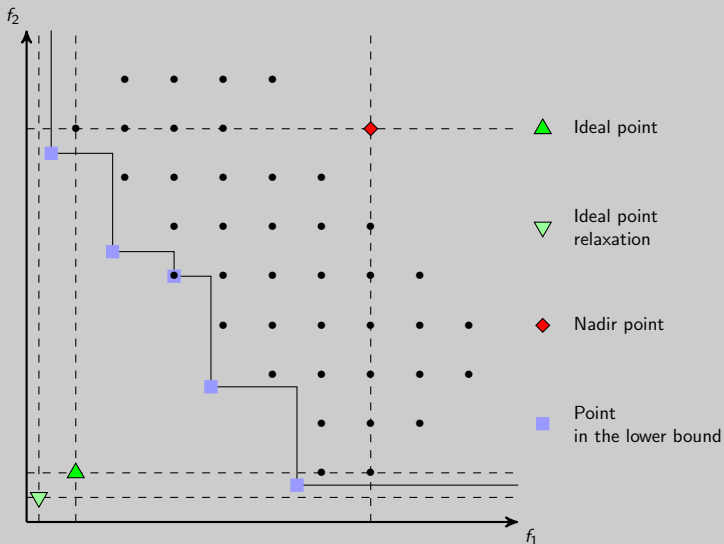 f2
Ideal point
Ideal point
relaxation
Nadir point
Point
in the lower bound
f1